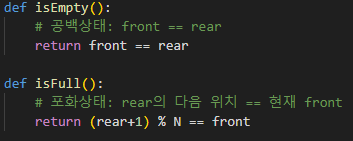 def isEmpty():
    # 공백상태: front == rear
    return front == rear
def isFull():
    # 포화상태: rear의 다음 위치 == 현재 front
    return (rear+1) % N == front